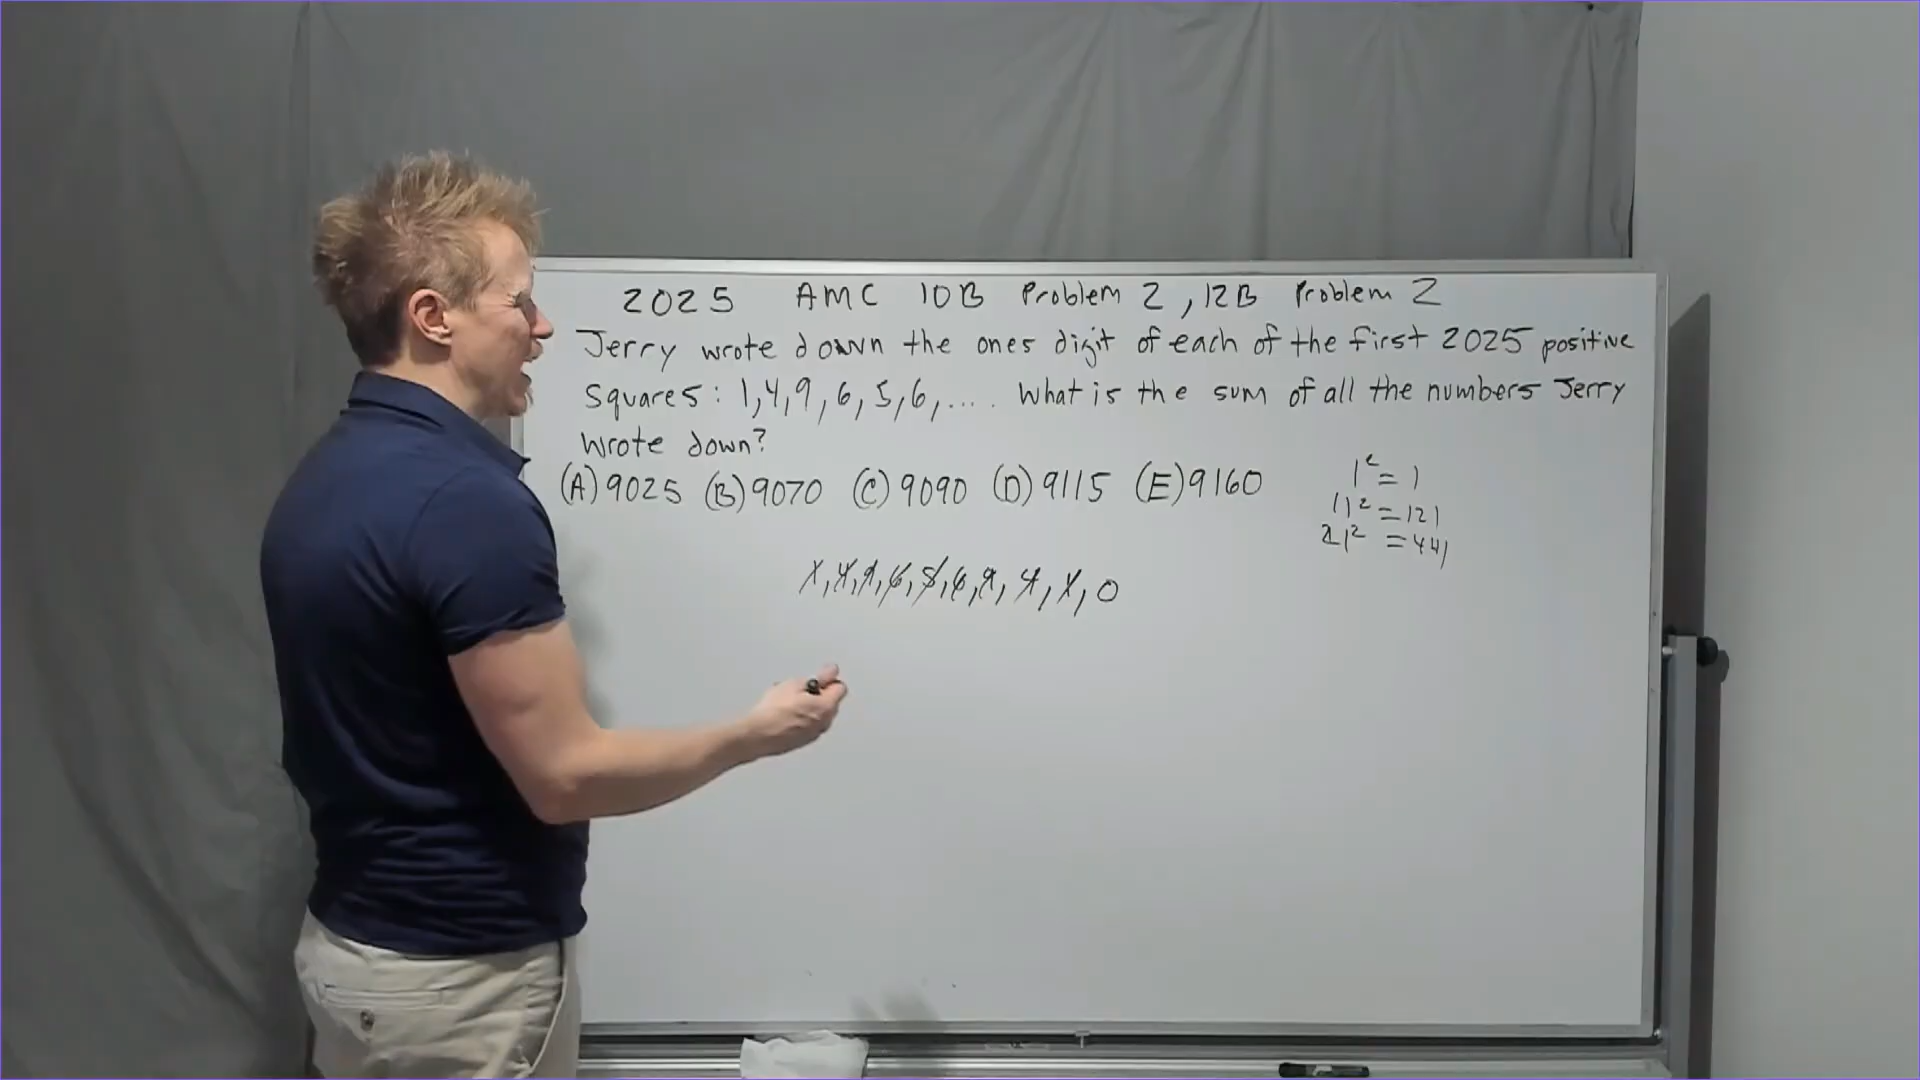 2025 AMC 10B Problem 2, 12B Problem 2
Jerry wrote down the ones digit of each of the first 2025 positive
squares: 1,4,9,6,5,6,.... What is the sum of all the numbers Jerry
wrote down?
(A) 9025 (B) 9070 (C) 9090 (D) 9115 (E) 9160
1² = 1
11² = 121
21² = 441
1,4,9,6,5,6,9,4,1,0